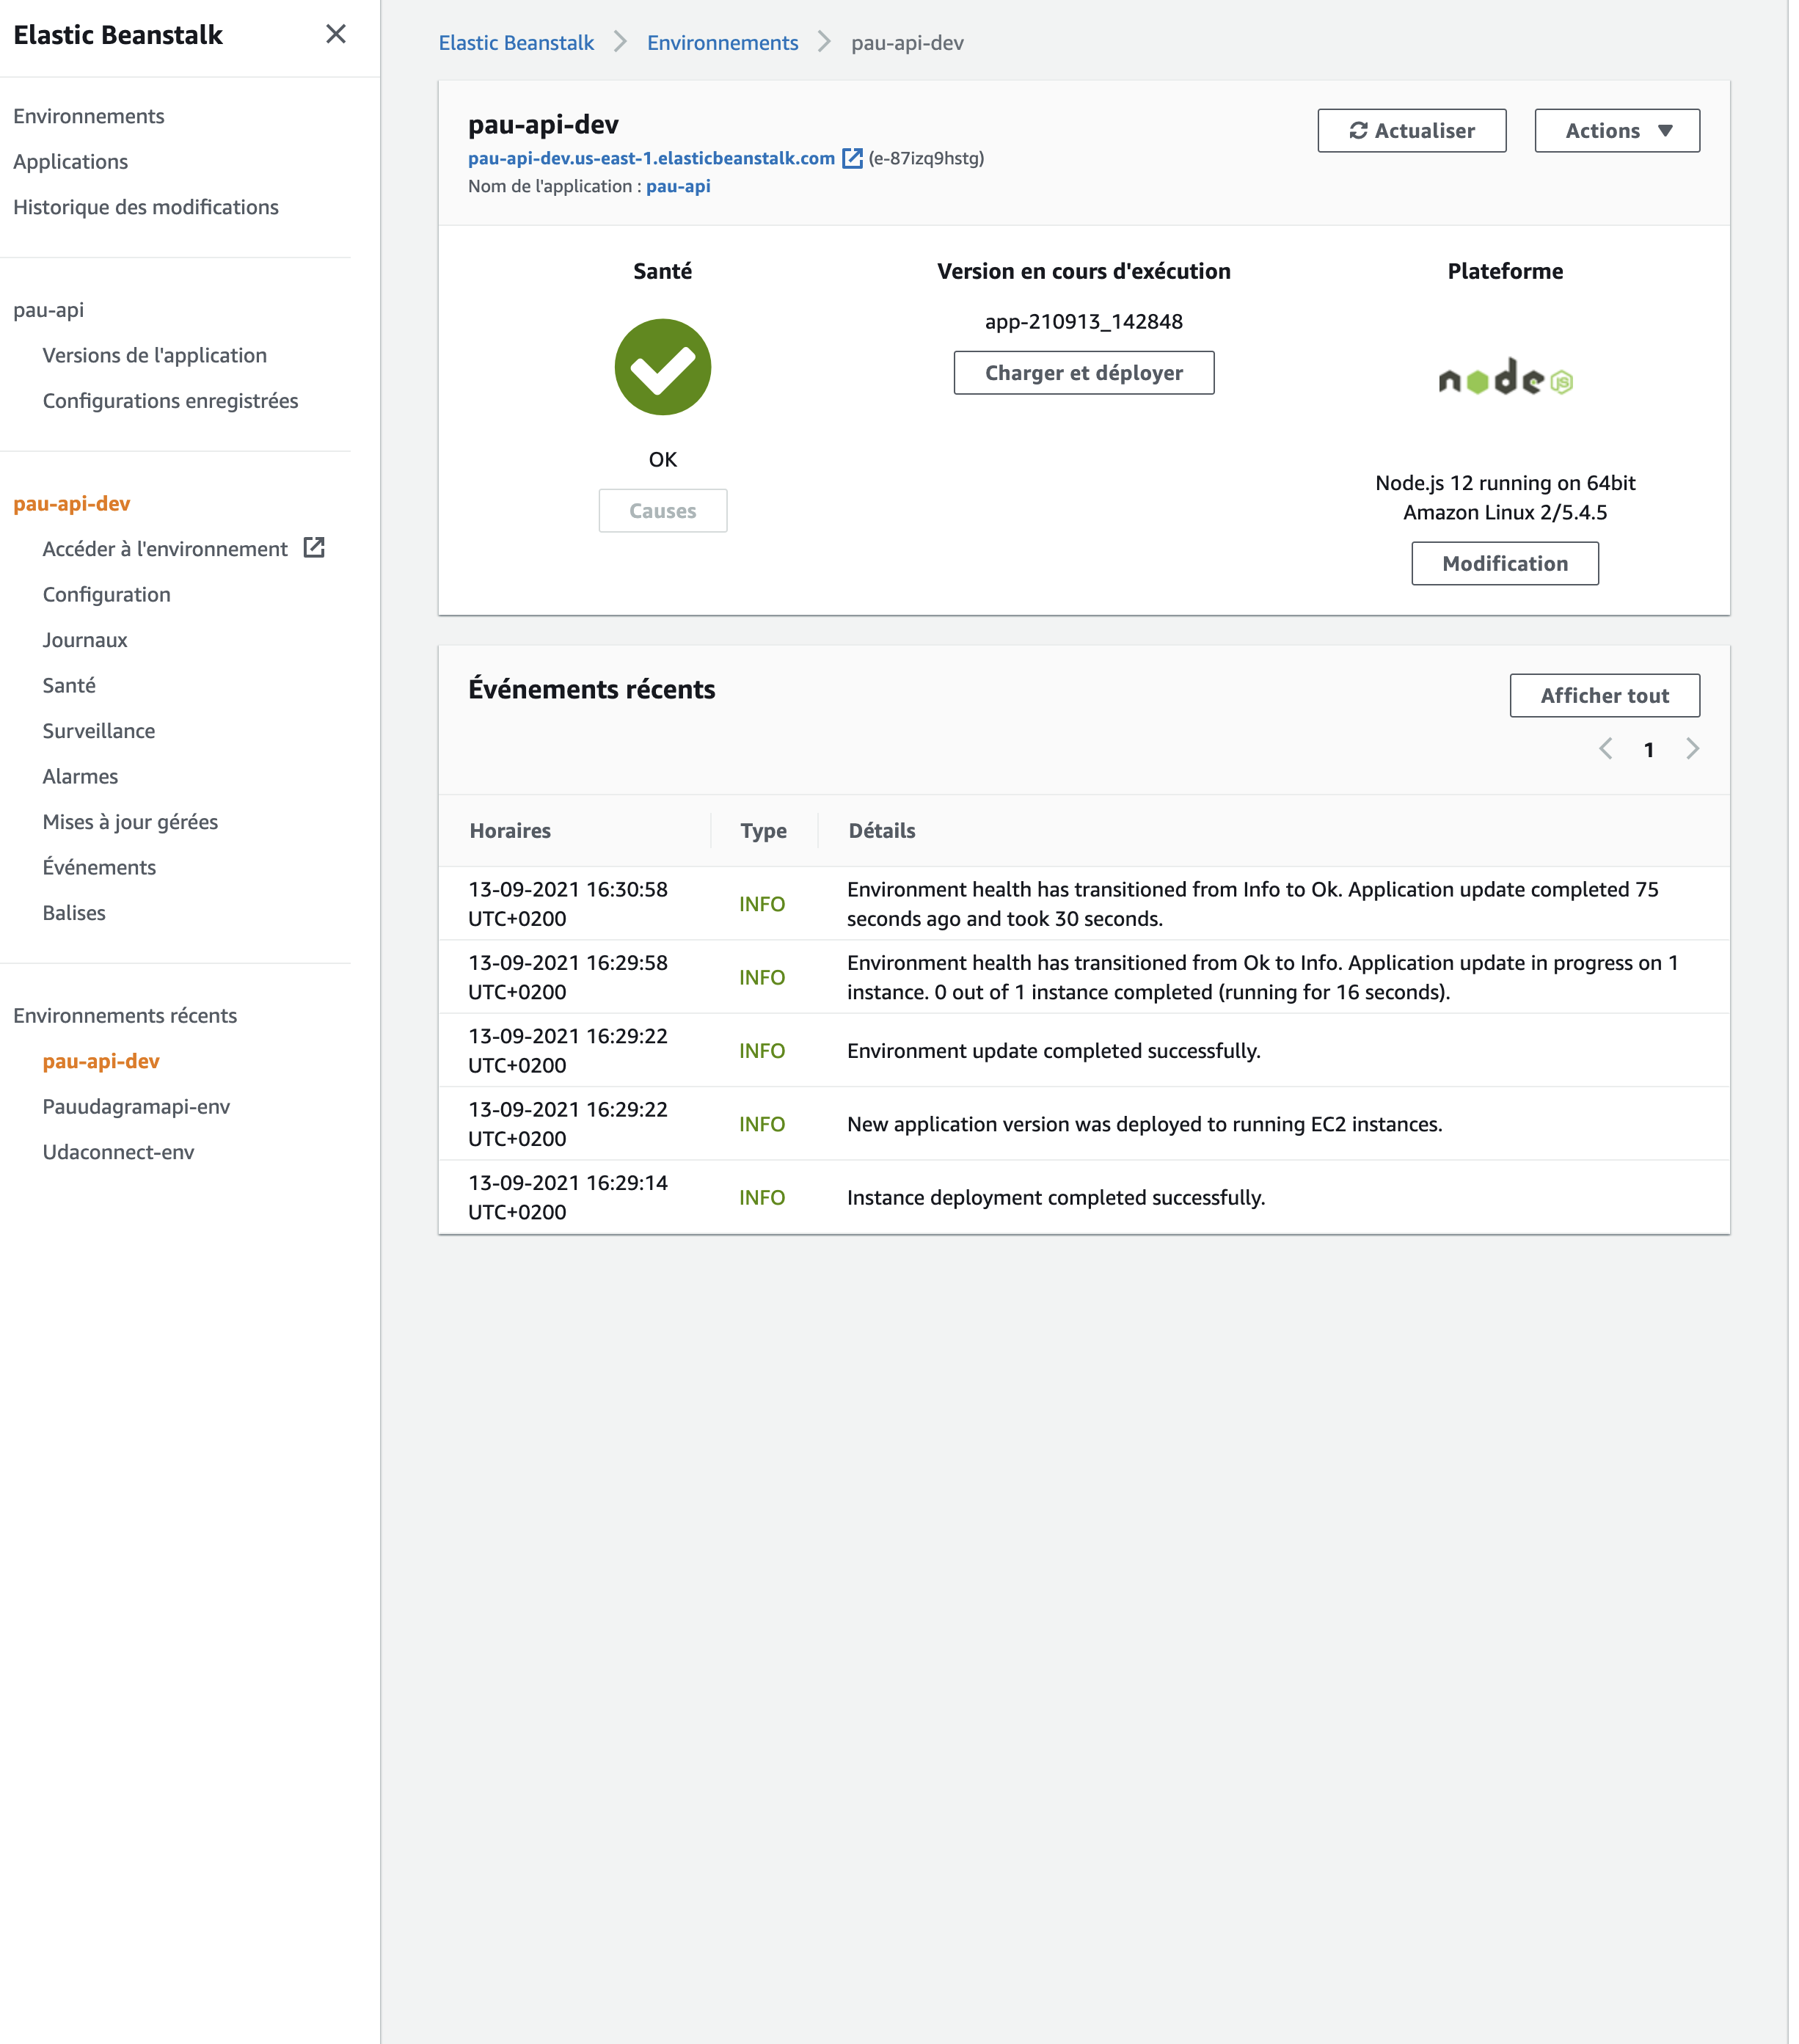 Elastic Beanstalk
Environnements
Applications
Historique des modifications
pau-api
Versions de l'application
Configurations enregistrées
pau-api-dev
Accéder à l'environnement
Configuration
Journaux
Santé
Surveillance
Alarmes
Mises à jour gérées
Événements
Balises
Environnements récents
pau-api-dev
Pauudagramapi-env
Udaconnect-env
Elastic Beanstalk Environnements pau-api-dev
pau-api-dev
Actualiser
Actions
pau-api-dev.us-east-1.elasticbeanstalk.com (e-87izq9hstg)
Nom de l'application : pau-api
Santé
OK
Causes
Version en cours d'exécution
app-210913_142848
Charger et déployer
Plateforme
node JS
Node.js 12 running on 64bit
Amazon Linux 2/5.4.5
Modification
Événements récents
Afficher tout
1
Horaires Type Détails
13-09-2021 16:30:58
UTC+0200
INFO
Environment health has transitioned from Info to Ok. Application update completed 75
seconds ago and took 30 seconds.
13-09-2021 16:29:58
UTC+0200
INFO
Environment health has transitioned from Ok to Info. Application update in progress on 1
instance. 0 out of 1 instance completed (running for 16 seconds).
13-09-2021 16:29:22
UTC+0200
INFO
Environment update completed successfully.
13-09-2021 16:29:22
UTC+0200
INFO
New application version was deployed to running EC2 instances.
13-09-2021 16:29:14
UTC+0200
INFO
Instance deployment completed successfully.